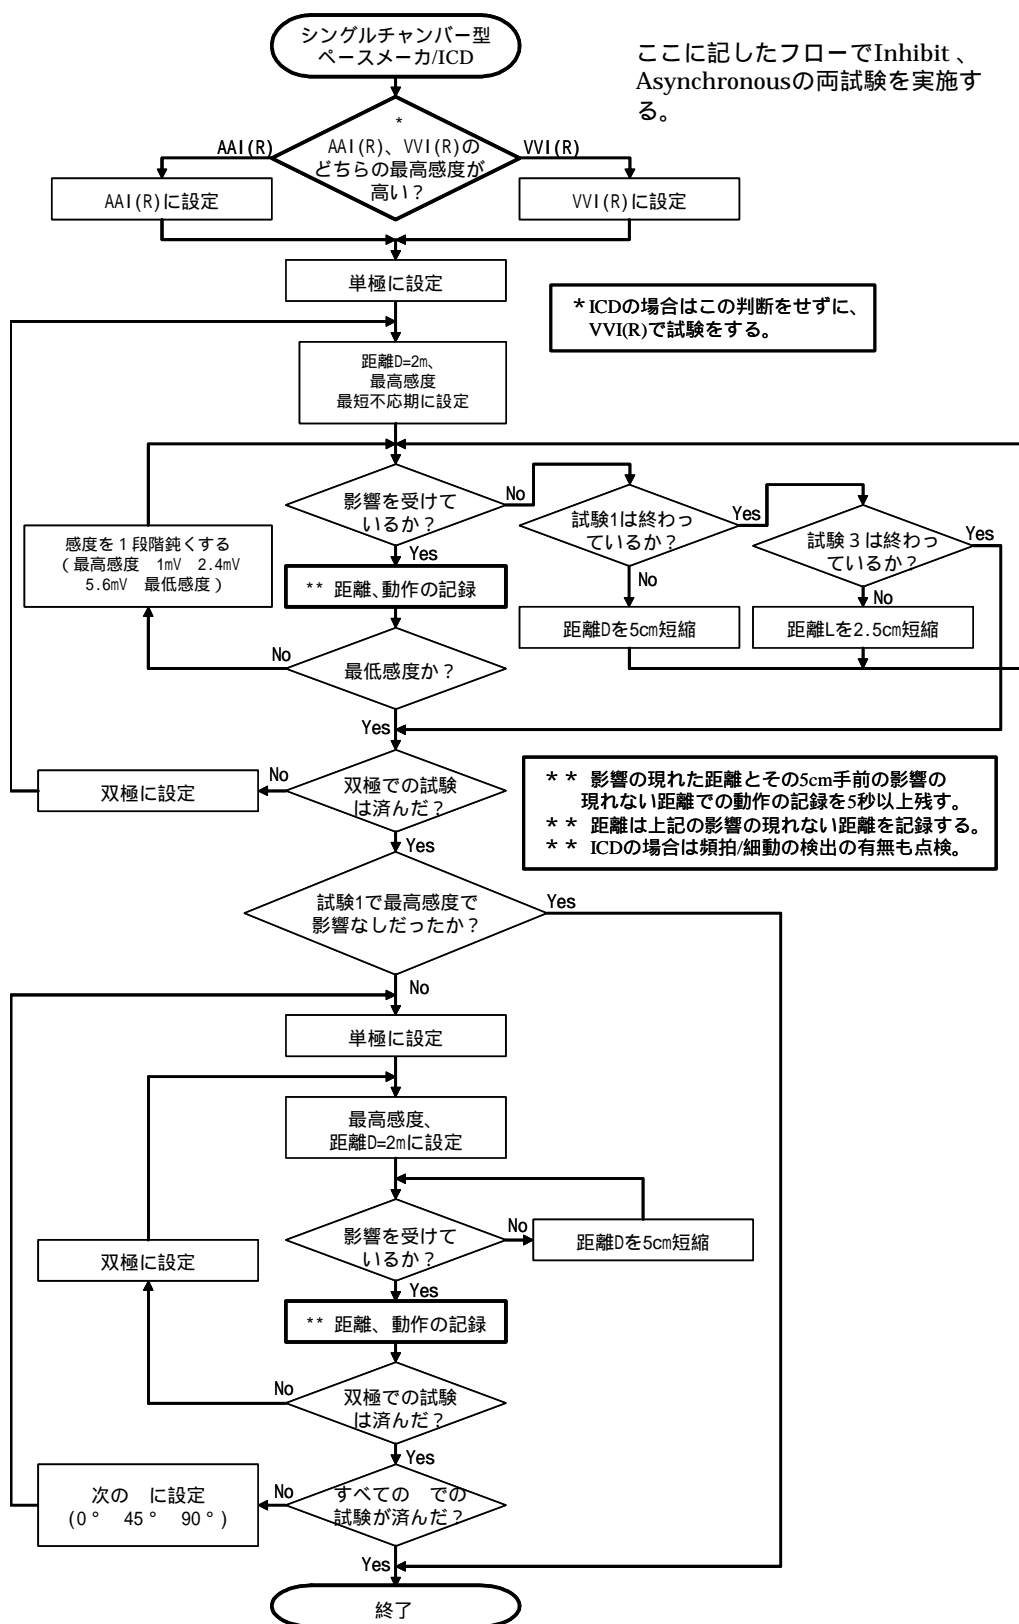 シングルチャンバー型
ペースメーカ/ICD
ここに記したフローでInhibit 、
Asynchronousの両試験を実施す
る。
*
AAI(R)、VVI(R)の
どちらの最高感度が
高い？
AAI(R)
VVI(R)
AAI(R)に設定
VVI(R)に設定
単極に設定
* ICDの場合はこの判断をせずに、
VVI(R)で試験をする。
距離D=2m、
最高感度
最短不応期に設定
影響を受けて
いるか？
No
Yes
試験1は終わっ
ているか？
Yes
No
試験３は終わっ
ているか？
Yes
No
感度を１段階鈍くする
（最高感度　1mV　2.4mV
5.6mV　最低感度）
** 距離、動作の記録
距離Dを5cm短縮
距離Lを2.5cm短縮
最低感度か？
No
Yes
双極での試験
は済んだ？
No
Yes
双極に設定
** 影響の現れた距離とその5cm手前の影響の
現れない距離での動作の記録を5秒以上残す。
** 距離は上記の影響の現れない距離を記録する。
** ICDの場合は頻拍/細動の検出の有無も点検。
試験1で最高感度で
影響なしだったか？
Yes
No
単極に設定
最高感度、
距離D=2mに設定
影響を受けて
いるか？
No
Yes
距離Dを5cm短縮
双極に設定
** 距離、動作の記録
双極での試験
は済んだ？
No
Yes
次の　に設定
(0°　45°　90°)
すべての　での
試験が済んだ？
No
Yes
終了